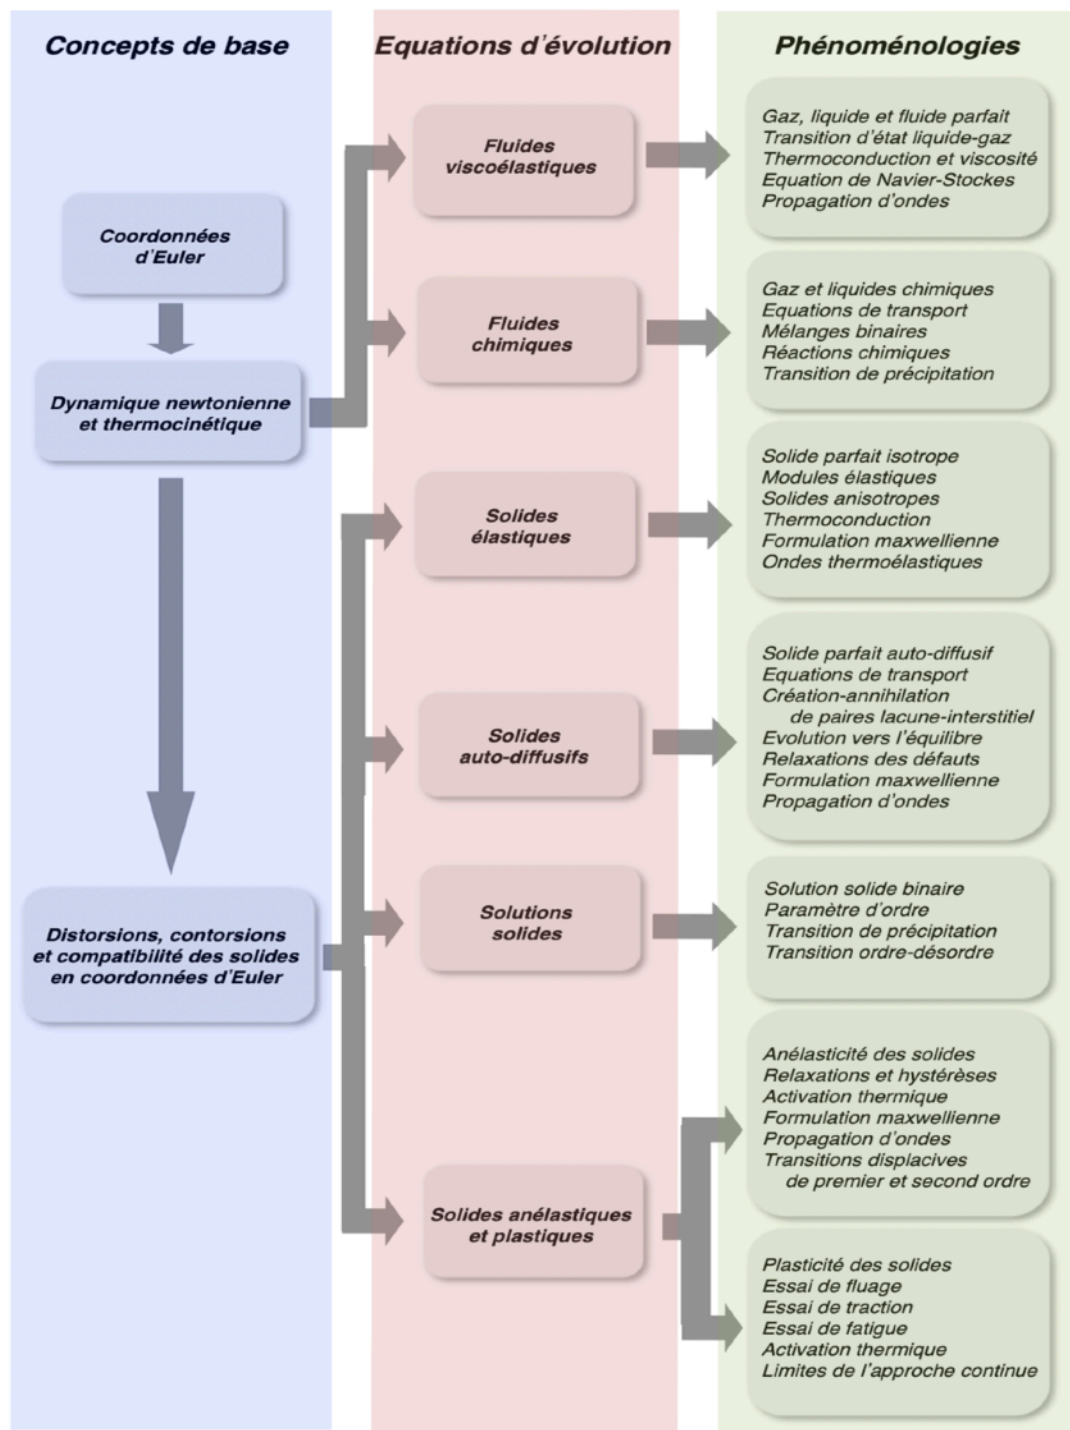 Concepts de base
Equations d'évolution
Phénoménologies
Coordonnées
d'Euler
Dynamique newtonienne
et thermocinétique
Distorsions, contorsions
et compatibilité des solides
en coordonnées d'Euler
Fluides
viscoélastiques
Fluides
chimiques
Solides
élastiques
Solides
auto-diffusifs
Solutions
solides
Solides anélastiques
et plastiques
Gaz, liquide et fluide parfait
Transition d'état liquide-gaz
Thermoconduction et viscosité
Equation de Navier-Stockes
Propagation d'ondes
Gaz et liquides chimiques
Equations de transport
Mélanges binaires
Réactions chimiques
Transition de précipitation
Solide parfait isotrope
Modules élastiques
Solides anisotropes
Thermoconduction
Formulation maxwellienne
Ondes thermoélastiques
Solide parfait auto-diffusif
Equations de transport
Création-annihilation
de paires lacune-interstitiel
Evolution vers l'équilibre
Relaxations des défauts
Formulation maxwellienne
Propagation d'ondes
Solution solide binaire
Paramètre d'ordre
Transition de précipitation
Transition ordre-désordre
Anélasticité des solides
Relaxations et hystérèses
Activation thermique
Formulation maxwellienne
Propagation d'ondes
Transitions displacives
de premier et second ordre
Plasticité des solides
Essai de fluage
Essai de traction
Essai de fatigue
Activation thermique
Limites de l'approche continue